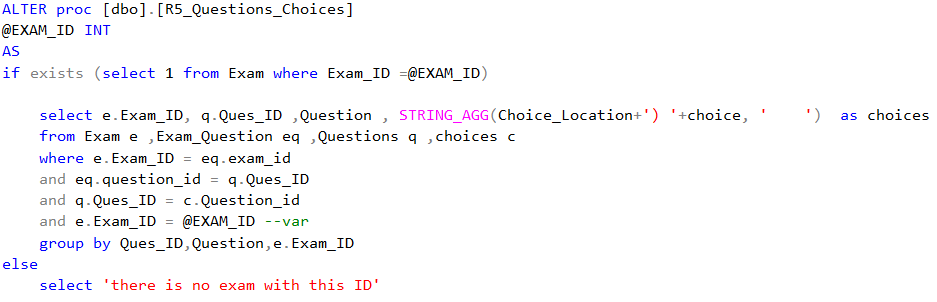 ALTER proc [dbo].[R5_Questions_Choices]
@EXAM_ID INT
AS
if exists (select 1 from Exam where Exam_ID =@EXAM_ID)
select e.Exam_ID, q.Ques_ID ,Question , STRING_AGG(Choice_Location+') '+choice, '    ')  as choices
from Exam e ,Exam_Question eq ,Questions q ,choices c
where e.Exam_ID = eq.exam_id
and eq.question_id = q.Ques_ID
and q.Ques_ID = c.Question_id
and e.Exam_ID = @EXAM_ID --var
group by Ques_ID,Question,e.Exam_ID
else
select 'there is no exam with this ID'